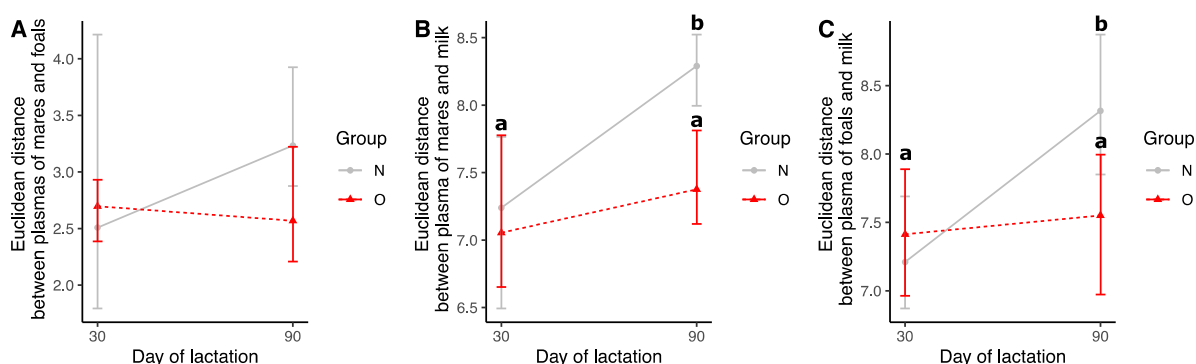 A
Euclidean distance
between plasmas of mares and foals
4.0
3.5
3.0
2.5
2.0
30
90
Day of lactation
Group
N
O
B
Euclidean distance
between plasma of mares and milk
8.5
8.0
7.5
7.0
6.5
a
b
a
30
90
Day of lactation
Group
N
O
C
Euclidean distance
between plasma of foals and milk
8.5
8.0
7.5
7.0
a
b
a
30
90
Day of lactation
Group
N
O